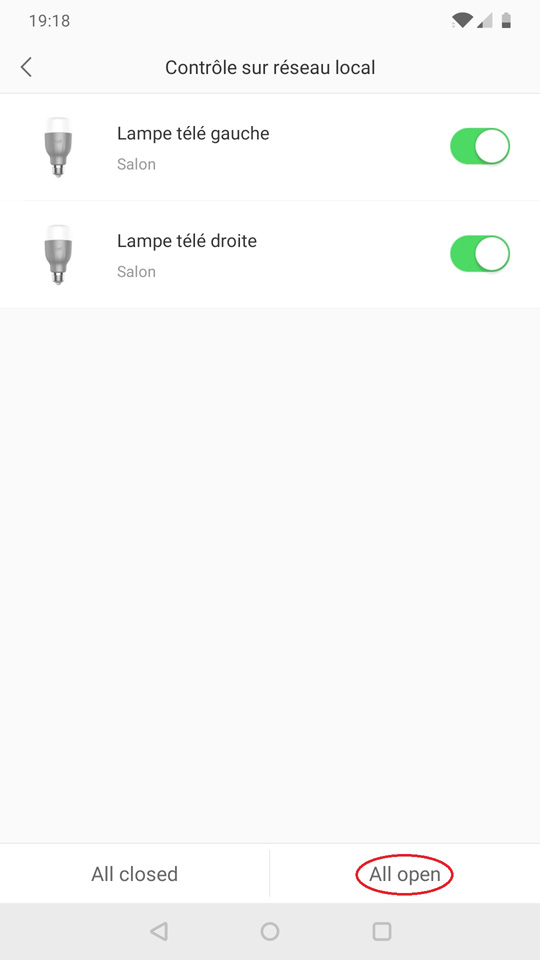 19:18
Contrôle sur réseau local
Lampe télé gauche
Salon
Lampe télé droite
Salon
All closed
All open